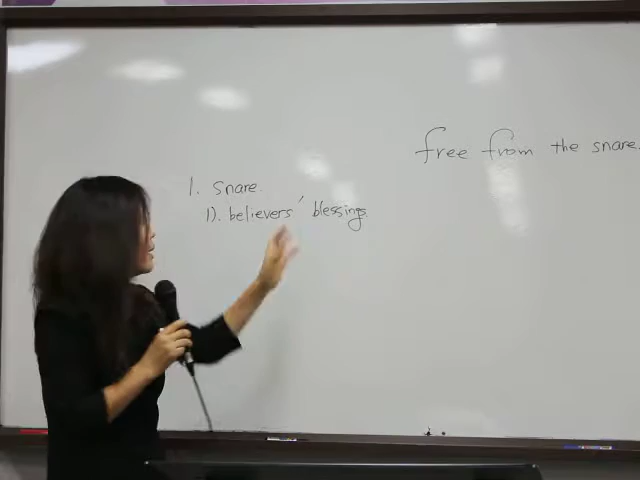 free from the snare.
1. Snare.
1). believers' blessings.